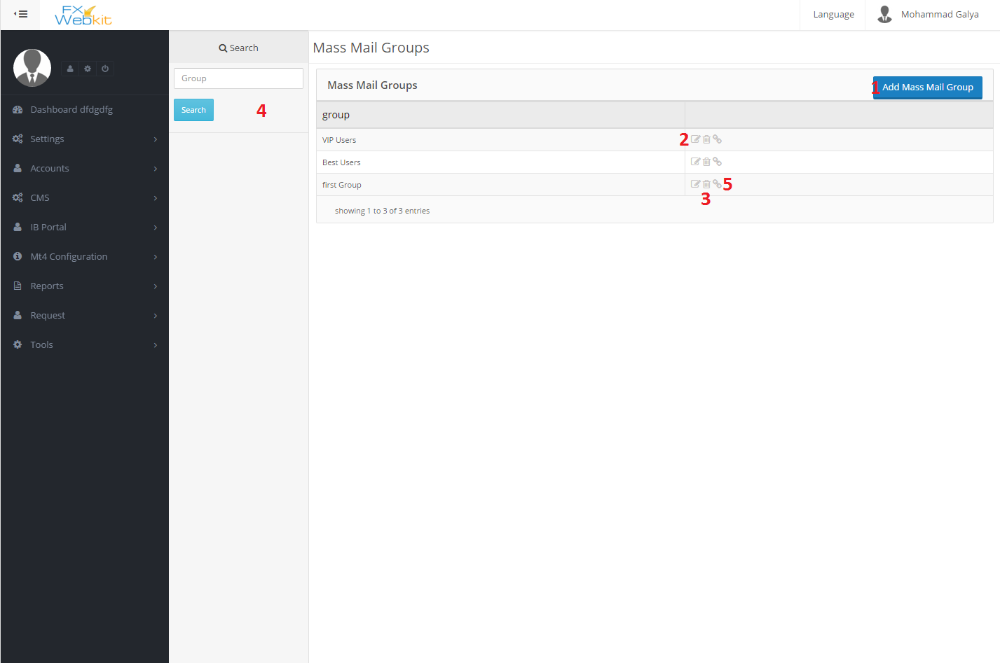 FX
Webkit
Language
Mohammad Galya
Dashboard dfdgdfg
Settings
Accounts
CMS
IB Portal
Mt4 Configuration
Reports
Request
Tools
Search
Group
Search
4
Mass Mail Groups
Mass Mail Groups
1 Add Mass Mail Group
group
VIP Users 2
Best Users
first Group 5
3
showing 1 to 3 of 3 entries